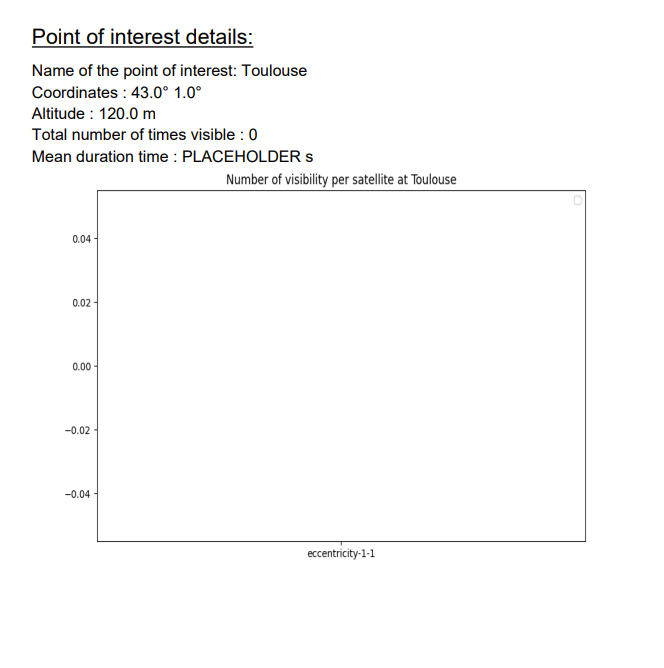 Point of interest details:
Name of the point of interest: Toulouse
Coordinates : 43.0° 1.0°
Altitude : 120.0 m
Total number of times visible : 0
Mean duration time : PLACEHOLDER s
Number of visibility per satellite at Toulouse
0.04
0.02
0.00
−0.02
−0.04
eccentricity-1-1